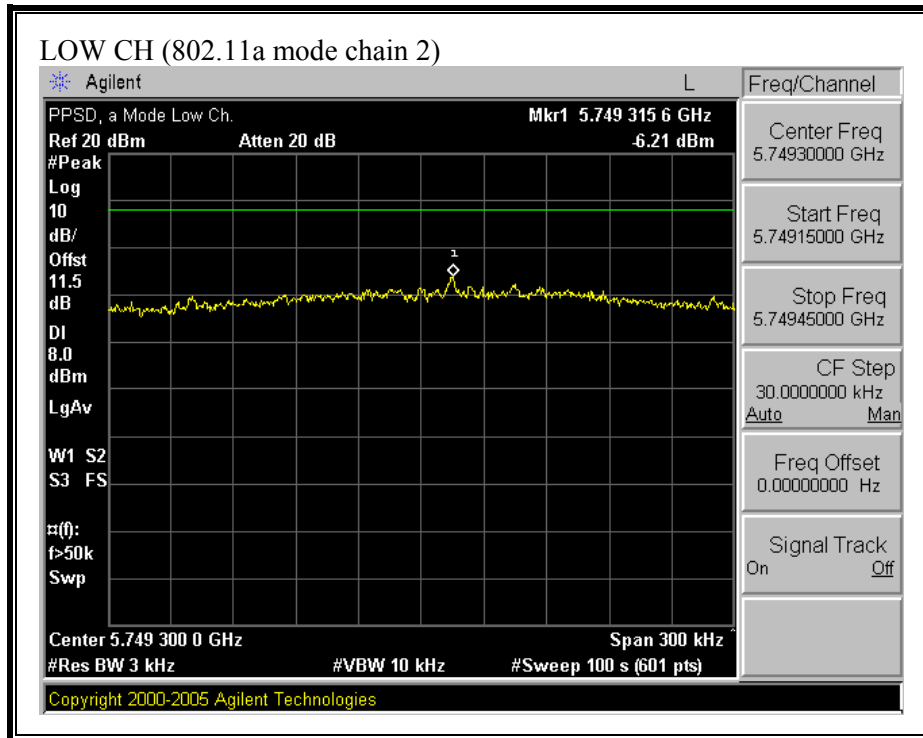 LOW CH (802.11a mode chain 2)
Agilent L Freq/Channel
PPSD, a Mode Low Ch. Mkr1 5.749 315 6 GHz
Ref 20 dBm Atten 20 dB -6.21 dBm
#Peak
Log
10
dB/
Offst
11.5
dB
DI
8.0
dBm
LgAv
W1 S2
S3 FS
¤(f):
f>50k
Swp
1
Center 5.749 300 0 GHz Span 300 kHz ^
#Res BW 3 kHz #VBW 10 kHz #Sweep 100 s (601 pts)
Center Freq
5.74930000 GHz
Start Freq
5.74915000 GHz
Stop Freq
5.74945000 GHz
CF Step
30.0000000 kHz
Auto Man
Freq Offset
0.00000000 Hz
Signal Track
On Off
Copyright 2000-2005 Agilent Technologies